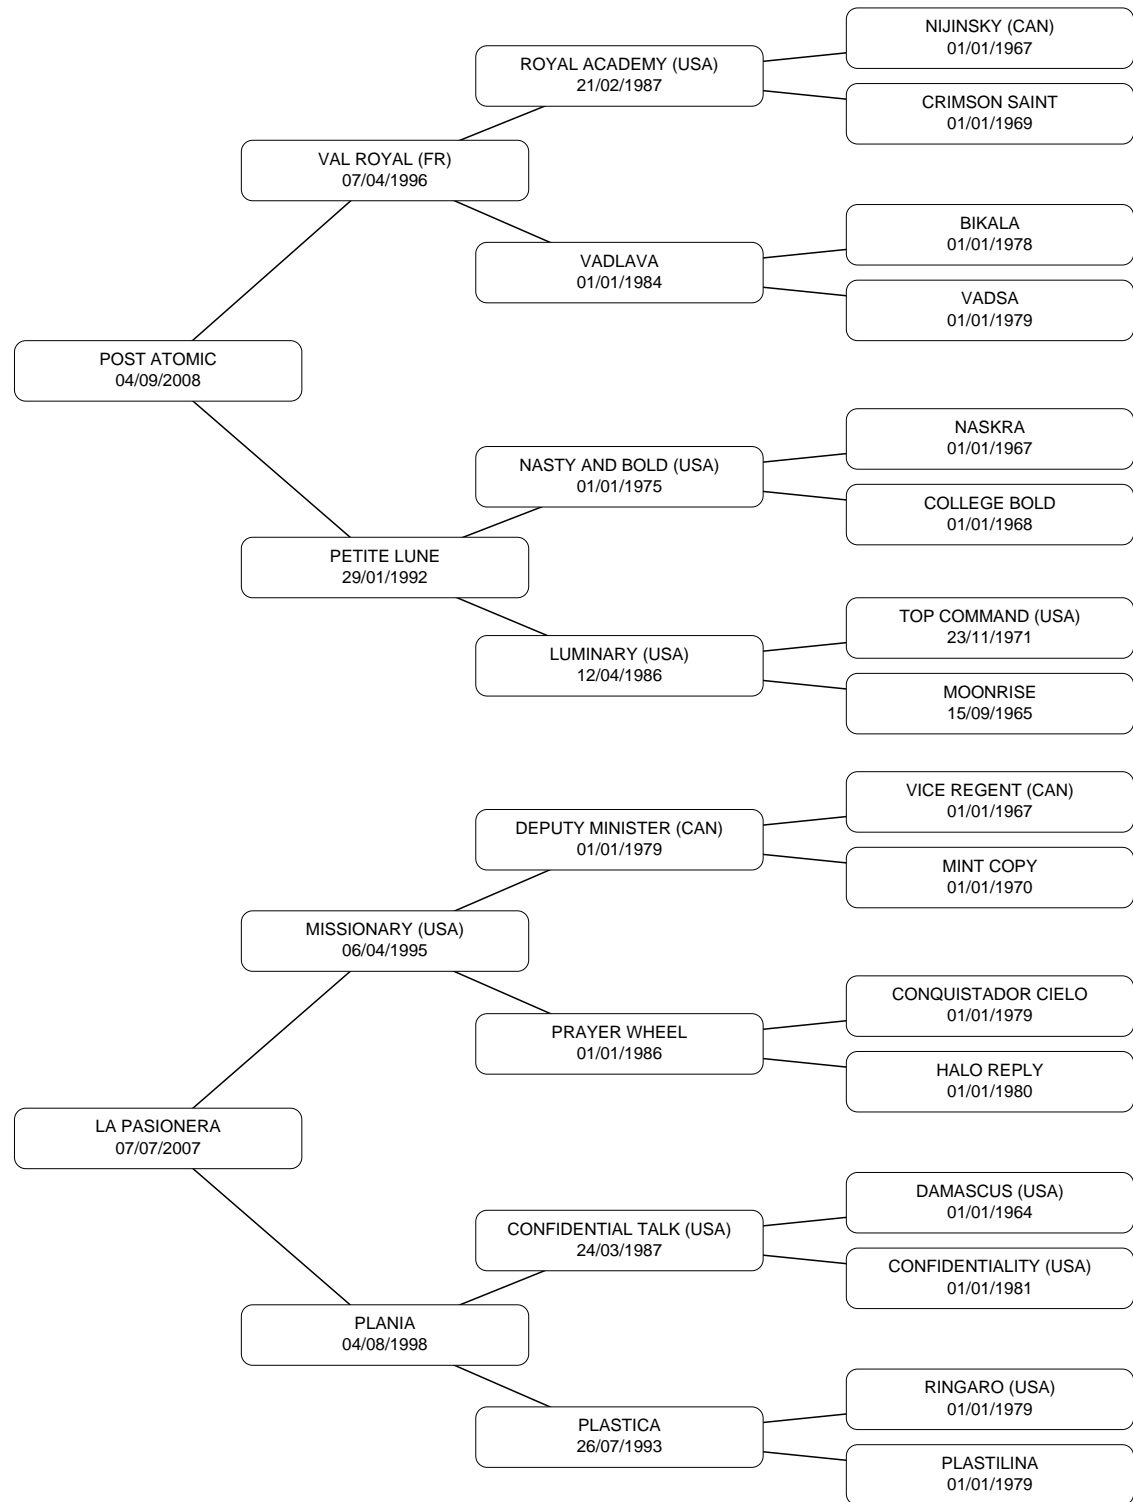 NIJINSKY (CAN)
01/01/1967
ROYAL ACADEMY (USA)
21/02/1987
CRIMSON SAINT
01/01/1969
VAL ROYAL (FR)
07/04/1996
BIKALA
01/01/1978
VADLAVA
01/01/1984
VADSA
01/01/1979
POST ATOMIC
04/09/2008
NASKRA
01/01/1967
NASTY AND BOLD (USA)
01/01/1975
COLLEGE BOLD
01/01/1968
PETITE LUNE
29/01/1992
TOP COMMAND (USA)
23/11/1971
LUMINARY (USA)
12/04/1986
MOONRISE
15/09/1965
VICE REGENT (CAN)
01/01/1967
DEPUTY MINISTER (CAN)
01/01/1979
MINT COPY
01/01/1970
MISSIONARY (USA)
06/04/1995
CONQUISTADOR CIELO
01/01/1979
PRAYER WHEEL
01/01/1986
HALO REPLY
01/01/1980
LA PASIONERA
07/07/2007
DAMASCUS (USA)
01/01/1964
CONFIDENTIAL TALK (USA)
24/03/1987
CONFIDENTIALITY (USA)
01/01/1981
PLANIA
04/08/1998
RINGARO (USA)
01/01/1979
PLASTICA
26/07/1993
PLASTILINA
01/01/1979